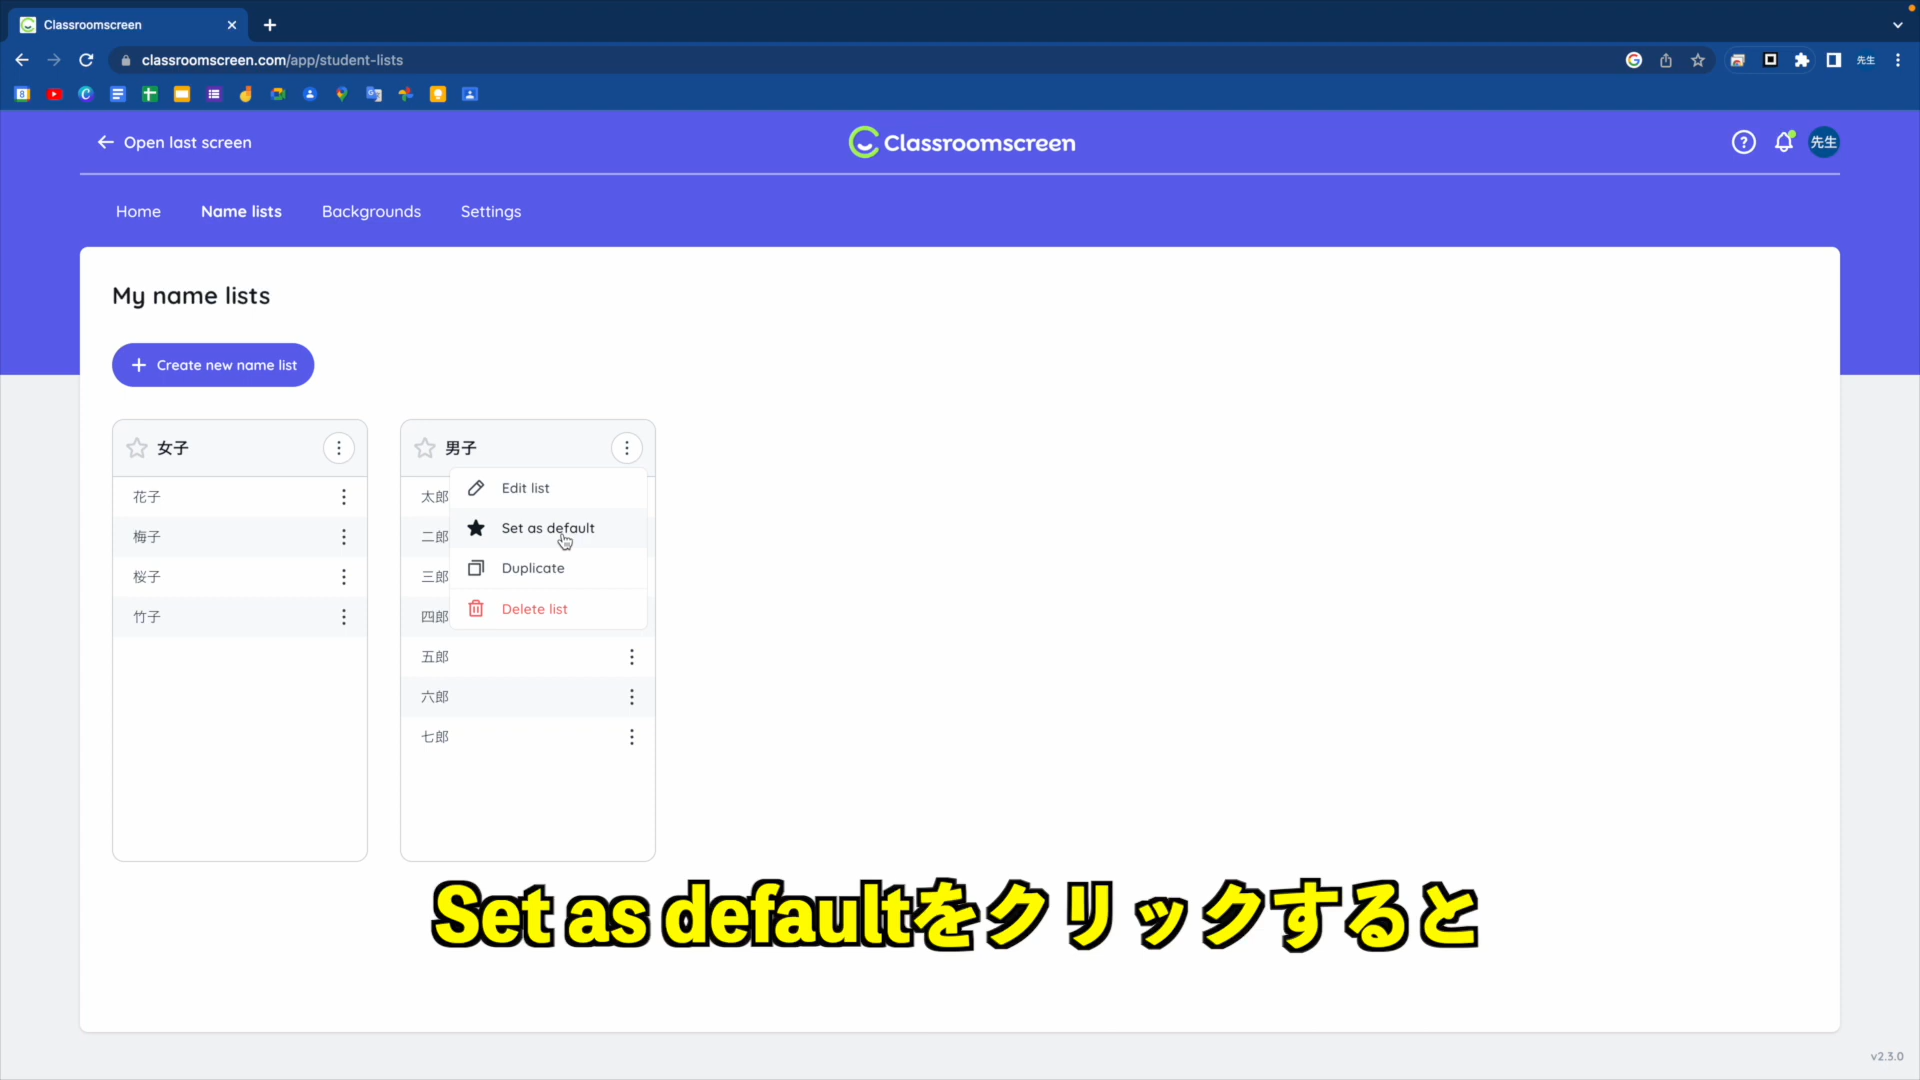 Classroomscreen
classroomscreen.com/app/student-lists
先生
Open last screen
Classroomscreen
先生
Home
Name lists
Backgrounds
Settings
My name lists
Create new name list
女子
花子
梅子
桜子
竹子
男子
太郎
二郎
三郎
四郎
五郎
六郎
七郎
Edit list
Set as default
Duplicate
Delete list
Set as defaultをクリックすると
v2.3.0